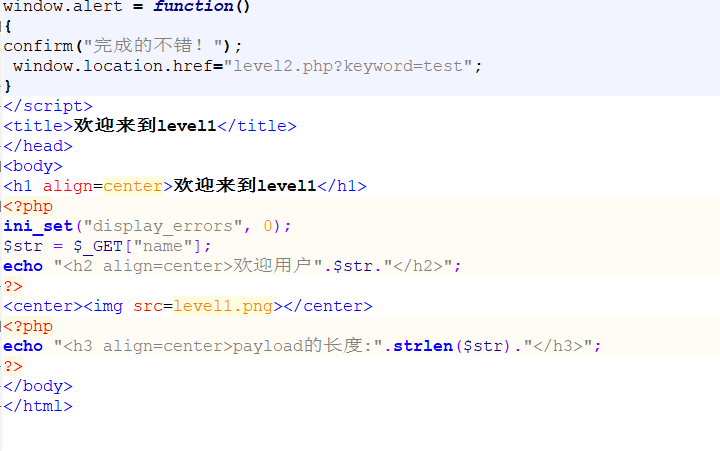 window.alert = function()
{
confirm("完成的不错！");
 window.location.href="level2.php?keyword=test";
}
</script>
<title>欢迎来到level1</title>
</head>
<body>
<h1 align=center>欢迎来到level1</h1>
<?php
ini_set("display_errors", 0);
$str = $_GET["name"];
echo "<h2 align=center>欢迎用户".$str."</h2>";
?>
<center><img src=level1.png></center>
<?php
echo "<h3 align=center>payload的长度:".strlen($str)."</h3>";
?>
</body>
</html>